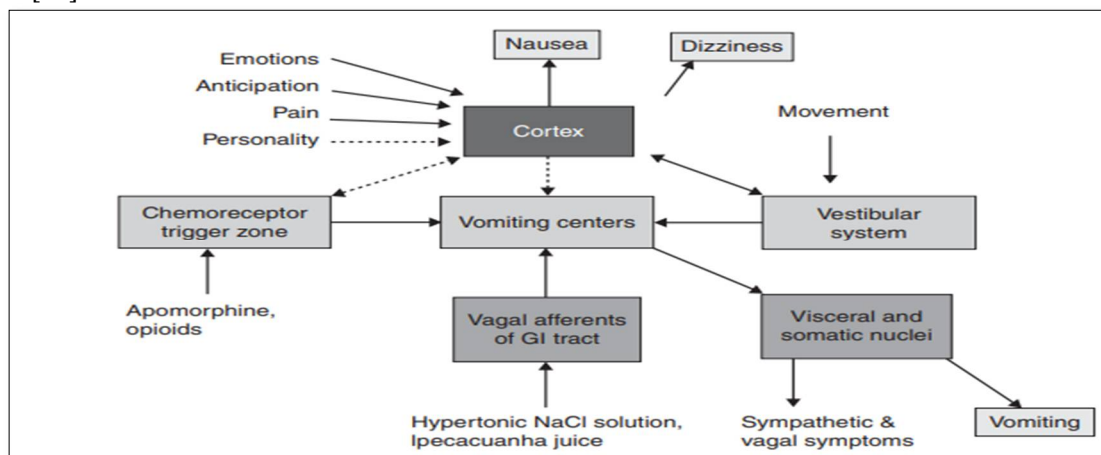 Nausea
Dizziness
Emotions
Anticipation
Pain
Personality
Cortex
Movement
Chemoreceptor
trigger zone
Vomiting centers
Vestibular
system
Apomorphine,
opioids
Vagal afferents
of GI tract
Visceral and
somatic nuclei
Hypertonic NaCl solution,
Ipecacuanha juice
Sympathetic &
vagal symptoms
Vomiting